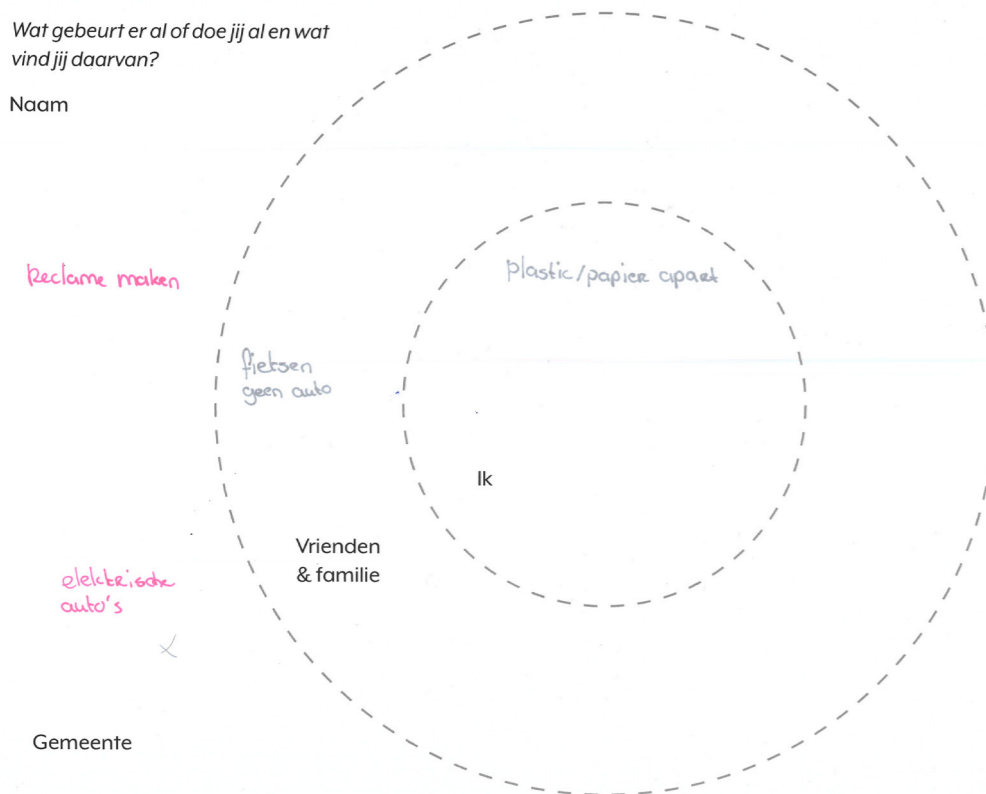 Wat gebeurt er al of doe jij al en wat
vind jij daarvan?
Naam
Reclame maken
plastic/papier apart
fietsen
geen auto
Ik
Vrienden
& familie
elektrische
auto's
x
Gemeente